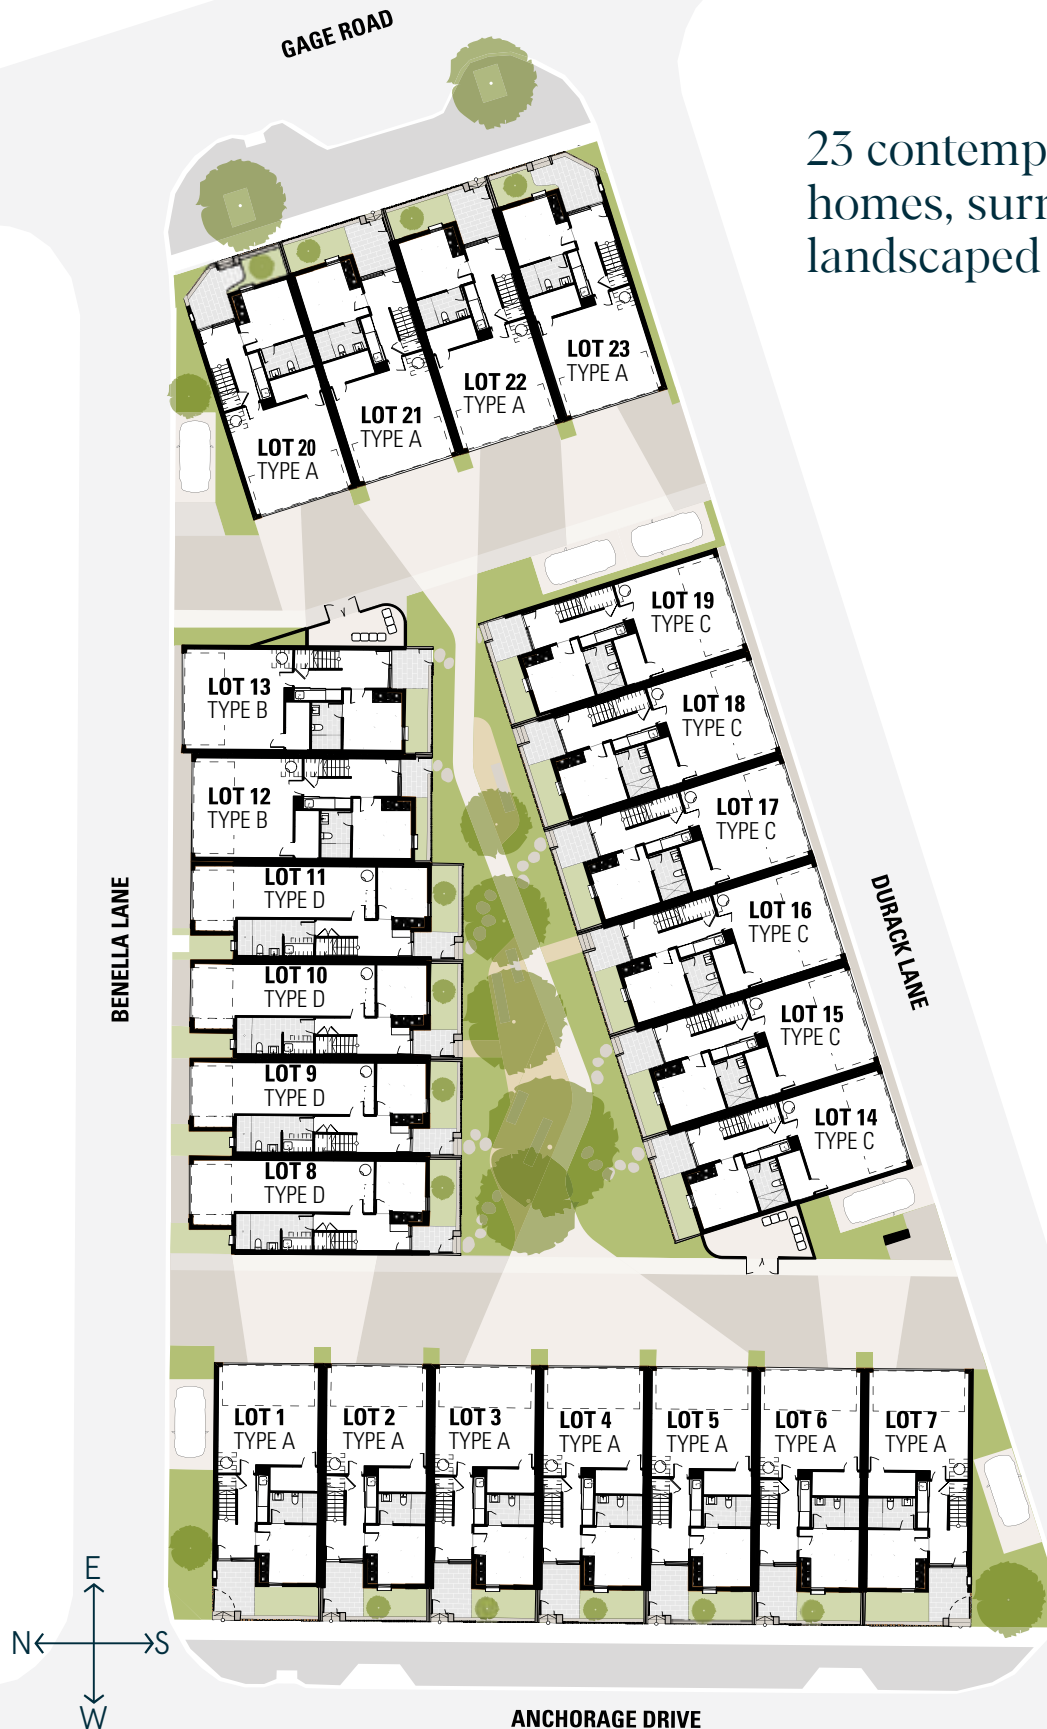 GAGE ROAD
23 contemp
homes, surr
landscaped
LOT 23
TYPE A
LOT 22
TYPE A
LOT 21
TYPE A
LOT 20
TYPE A
LOT 19
TYPE C
LOT 13
TYPE B
LOT 18
TYPE C
LOT 12
TYPE B
LOT 17
TYPE C
LOT 11
TYPE D
LOT 16
TYPE C
BENELLA LANE
DURACK LANE
LOT 10
TYPE D
LOT 15
TYPE C
LOT 9
TYPE D
LOT 14
TYPE C
LOT 8
TYPE D
LOT 1
TYPE A
LOT 2
TYPE A
LOT 3
TYPE A
LOT 4
TYPE A
LOT 5
TYPE A
LOT 6
TYPE A
LOT 7
TYPE A
E
N
S
W
ANCHORAGE DRIVE